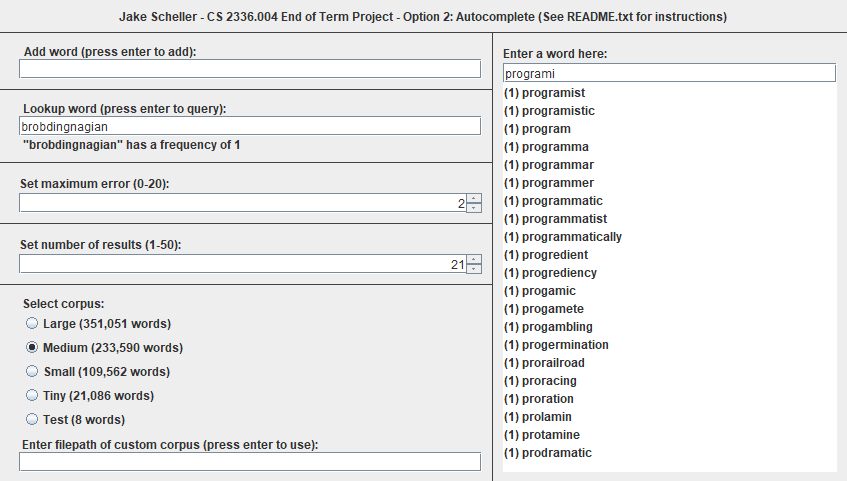 Jake Scheller - CS 2336.004 End of Term Project - Option 2: Autocomplete (See README.txt for instructions)
Add word (press enter to add):
Lookup word (press enter to query):
brobdingnagian
"brobdingnagian" has a frequency of 1
Set maximum error (0-20):
2
Set number of results (1-50):
21
Select corpus:
Large (351,051 words)
Medium (233,590 words)
Small (109,562 words)
Tiny (21,086 words)
Test (8 words)
Enter filepath of custom corpus (press enter to use):
Enter a word here:
programi
(1) programist
(1) programistic
(1) program
(1) programma
(1) programmar
(1) programmer
(1) programmatic
(1) programmatist
(1) programmatically
(1) progredient
(1) progrediency
(1) progamic
(1) progamete
(1) progambling
(1) progermination
(1) prorailroad
(1) proracing
(1) proration
(1) prolamin
(1) protamine
(1) prodramatic